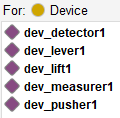 For: Device
dev_detector1
dev_lever1
dev_lift1
dev_measurer1
dev_pusher1